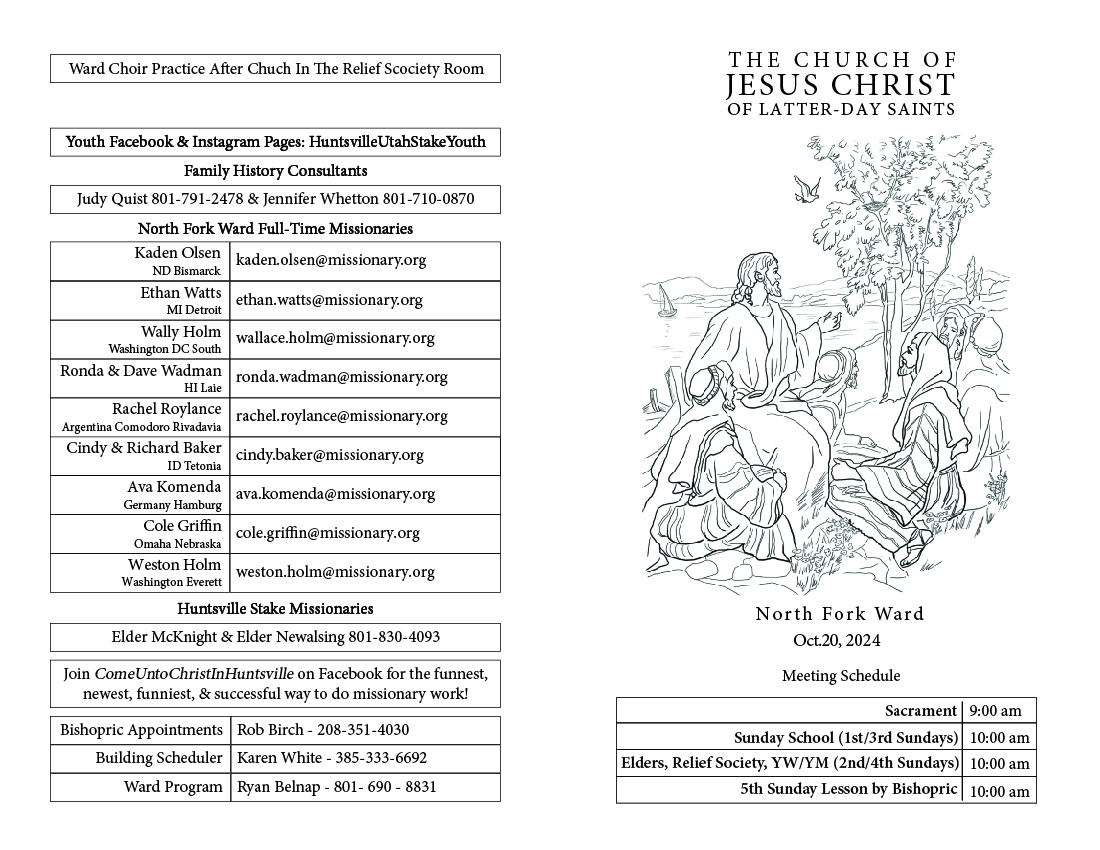 Ward Choir Practice After Chuch In The Relief Scociety Room
Youth Facebook & Instagram Pages: HuntsvilleUtahStakeYouth
Family History Consultants
Judy Quist 801-791-2478 & Jennifer Whetton 801-710-0870
North Fork Ward Full-Time Missionaries
Kaden Olsen
ND Bismarck
kaden.olsen@missionary.org
Ethan Watts
MI Detroit
ethan.watts@missionary.org
Wally Holm
Washington DC South
wallace.holm@missionary.org
Ronda & Dave Wadman
HI Laie
ronda.wadman@missionary.org
Rachel Roylance
Argentina Comodoro Rivadavia
rachel.roylance@missionary.org
Cindy & Richard Baker
ID Tetonia
cindy.baker@missionary.org
Ava Komenda
Germany Hamburg
ava.komenda@missionary.org
Cole Griffin
Omaha Nebraska
cole.griffin@missionary.org
Weston Holm
Washington Everett
weston.holm@missionary.org
Huntsville Stake Missionaries
Elder McKnight & Elder Newalsing 801-830-4093
Join ComeUntoChristInHuntsville on Facebook for the funnest,
newest, funniest, & successful way to do missionary work!
Bishopric Appointments Rob Birch - 208-351-4030
Building Scheduler Karen White - 385-333-6692
Ward Program Ryan Belnap - 801- 690 - 8831
THE CHURCH OF
JESUS CHRIST
OF LATTER-DAY SAINTS
North Fork Ward
Oct.20, 2024
Meeting Schedule
Sacrament 9:00 am
Sunday School (1st/3rd Sundays) 10:00 am
Elders, Relief Society, YW/YM (2nd/4th Sundays) 10:00 am
5th Sunday Lesson by Bishopric 10:00 am